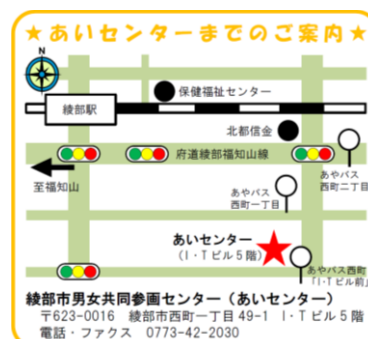 ★あいセンターまでのご案内★
N
保健福祉センター
綾部駅
北都信金
府道綾部福知山線
あやバス
西町二丁目
至福知山
あやバス
西町一丁目
あいセンター
(I・Tビル5階)
あやバス西町
「I・Tビル前」
綾部市男女共同参画センター(あいセンター)
〒623-0016 綾部市西町一丁目49-1 I・Tビル5階
電話・ファクス 0773-42-2030